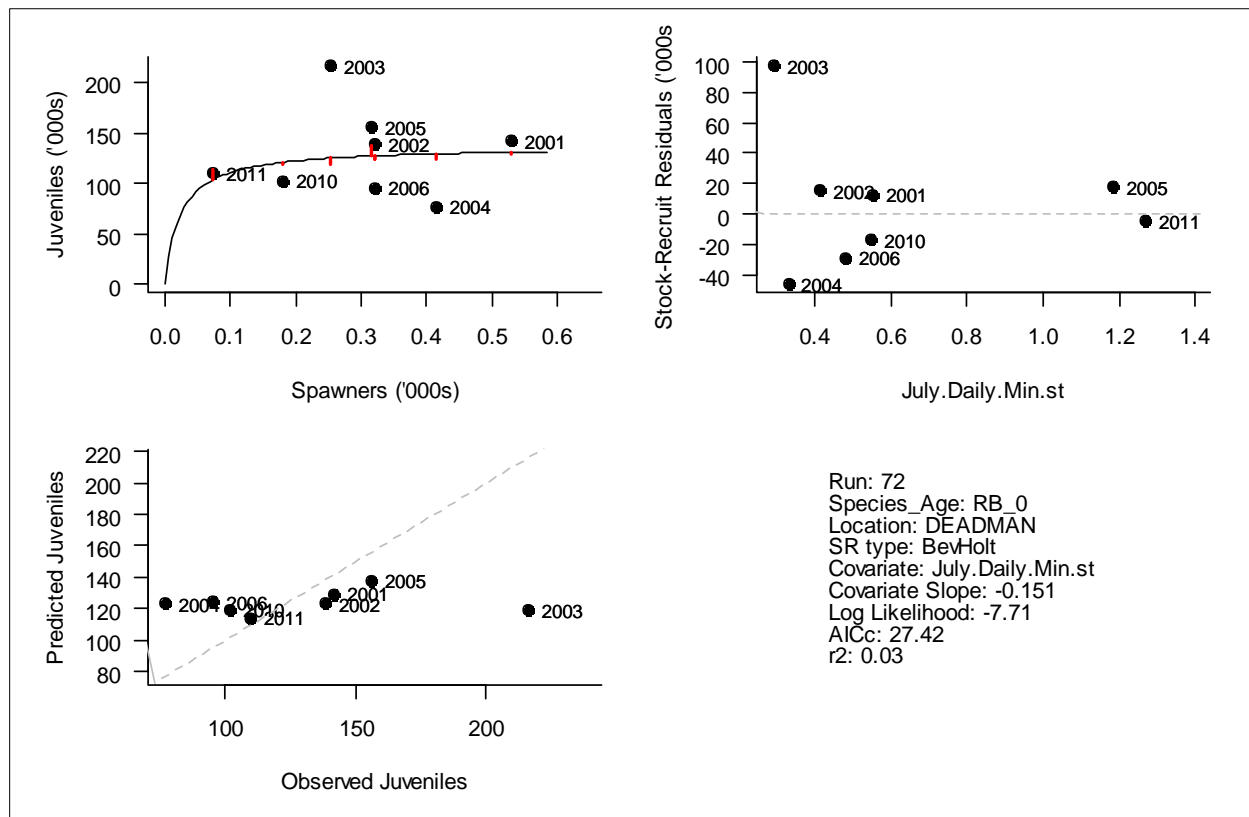 Juveniles ('000s)
200
150
100
50
0
2003
2005
2002
2001
2011
2010
2006
2004
0.0 0.1 0.2 0.3 0.4 0.5 0.6
Spawners ('000s)
Stock-Recruit Residuals ('000s
100
80
60
40
20
0
-20
-40
2003
2002
2001
2005
2011
2010
2006
2004
0.4 0.6 0.8 1.0 1.2 1.4
July.Daily.Min.st
Predicted Juveniles
220
200
180
160
140
120
100
80
2004
2006
2010
2011
2001
2002
2005
2003
100 150 200
Observed Juveniles
Run: 72
Species_Age: RB_0
Location: DEADMAN
SR type: BevHolt
Covariate: July.Daily.Min.st
Covariate Slope: -0.151
Log Likelihood: -7.71
AICc: 27.42
r2: 0.03